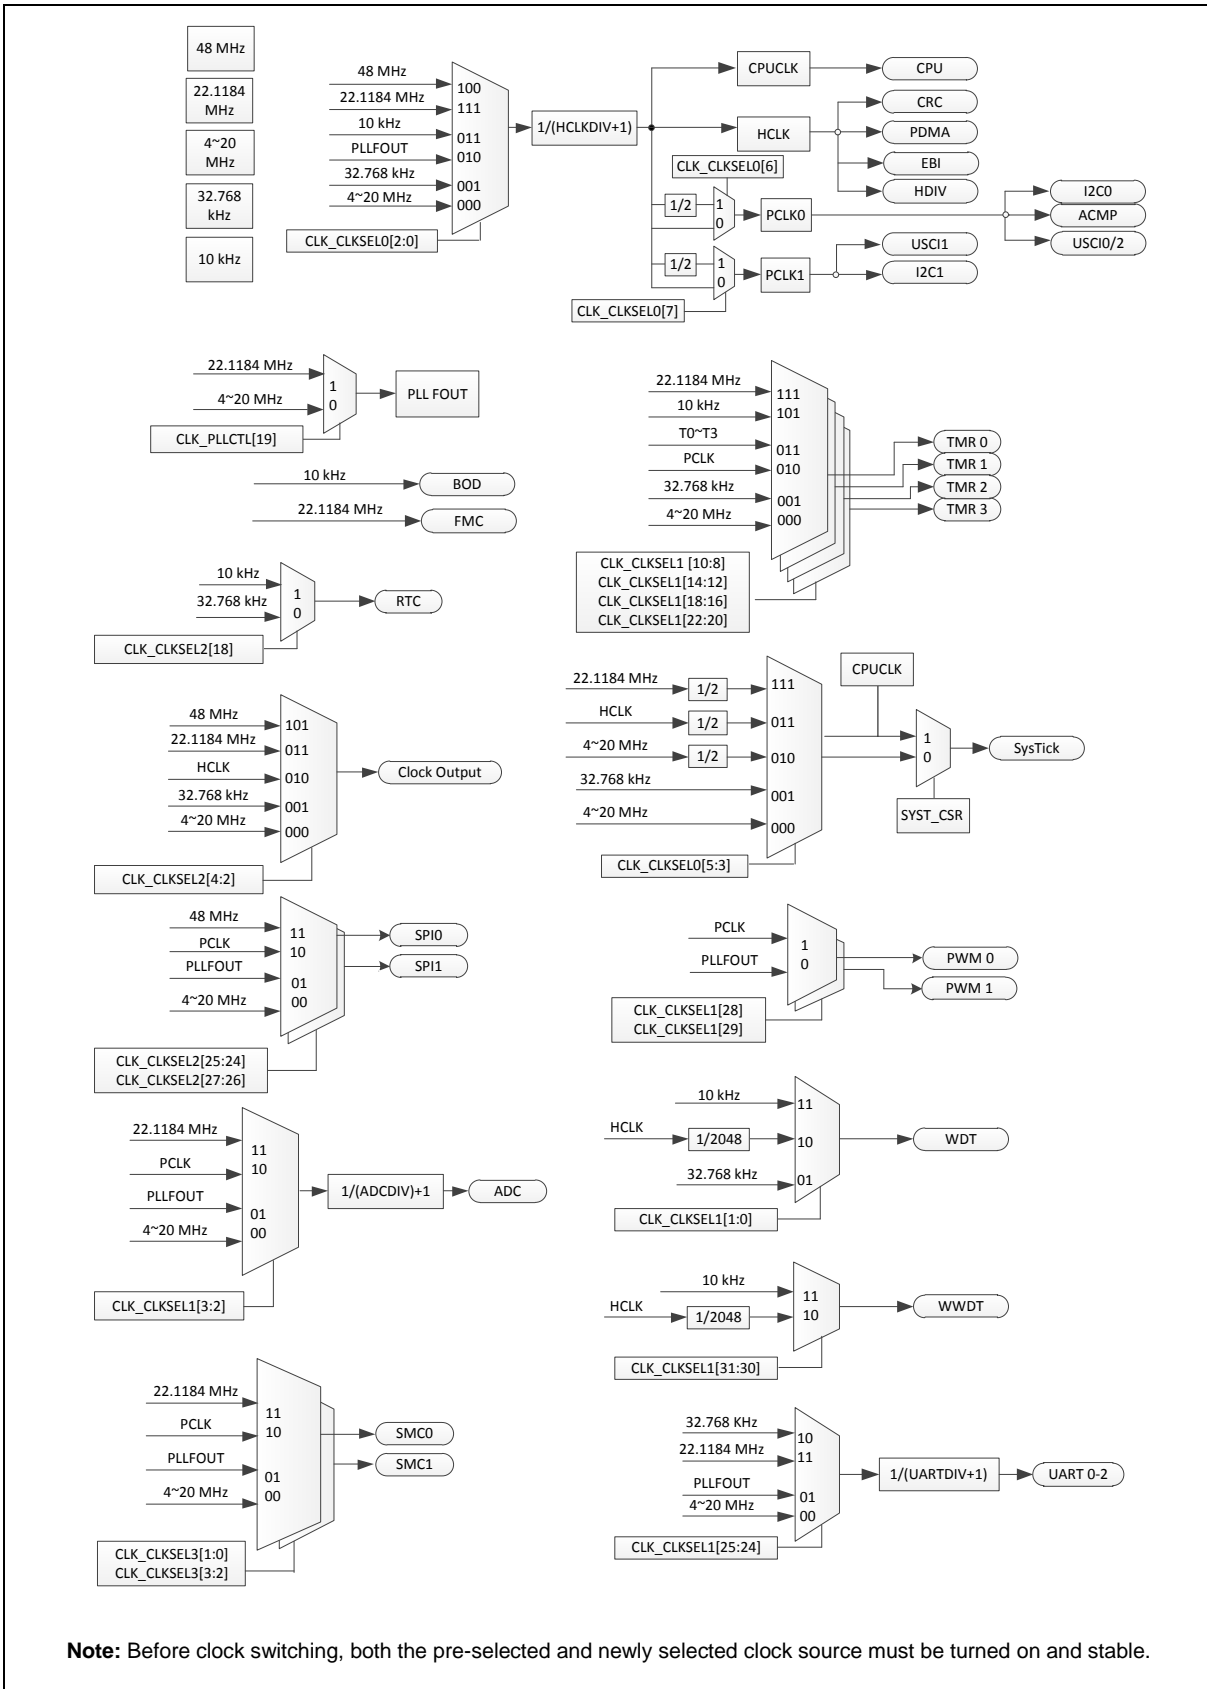 48 MHz
22.1184
MHz
4~20
MHz
32.768
kHz
10 kHz
48 MHz
22.1184 MHz
10 kHz
PLLFOUT
32.768 kHz
4~20 MHz
100
111
011
010
001
000
CLK_CLKSEL0[2:0]
1/(HCLKDIV+1)
CPUCLK
CPU
HCLK
CRC
PDMA
EBI
HDIV
CLK_CLKSEL0[6]
1/2
1
0
PCLK0
I2C0
ACMP
USCI0/2
1/2
1
0
PCLK1
USCI1
I2C1
CLK_CLKSEL0[7]
22.1184 MHz
4~20 MHz
1
0
PLL FOUT
CLK_PLLCTL[19]
10 kHz
BOD
22.1184 MHz
FMC
22.1184 MHz
10 kHz
T0~T3
PCLK
32.768 kHz
4~20 MHz
111
101
011
010
001
000
TMR 0
TMR 1
TMR 2
TMR 3
CLK_CLKSEL1 [10:8]
CLK_CLKSEL1[14:12]
CLK_CLKSEL1[18:16]
CLK_CLKSEL1[22:20]
10 kHz
32.768 kHz
1
0
RTC
CLK_CLKSEL2[18]
22.1184 MHz
HCLK
4~20 MHz
32.768 kHz
4~20 MHz
1/2
1/2
1/2
111
011
010
001
000
CPUCLK
1
0
SysTick
SYST_CSR
CLK_CLKSEL0[5:3]
48 MHz
22.1184 MHz
HCLK
32.768 kHz
4~20 MHz
101
011
010
001
000
Clock Output
CLK_CLKSEL2[4:2]
48 MHz
PCLK
PLLFOUT
4~20 MHz
11
10
01
00
SPI0
SPI1
CLK_CLKSEL2[25:24]
CLK_CLKSEL2[27:26]
PCLK
PLLFOUT
1
0
PWM 0
PWM 1
CLK_CLKSEL1[28]
CLK_CLKSEL1[29]
22.1184 MHz
PCLK
PLLFOUT
4~20 MHz
11
10
01
00
1/(ADCDIV)+1
ADC
CLK_CLKSEL1[3:2]
10 kHz
HCLK
1/2048
32.768 kHz
11
10
01
WDT
CLK_CLKSEL1[1:0]
10 kHz
HCLK
1/2048
11
10
WWDT
CLK_CLKSEL1[31:30]
22.1184 MHz
PCLK
PLLFOUT
4~20 MHz
11
10
01
00
SMC0
SMC1
CLK_CLKSEL3[1:0]
CLK_CLKSEL3[3:2]
32.768 KHz
22.1184 MHz
PLLFOUT
4~20 MHz
10
11
01
00
1/(UARTDIV+1)
UART 0-2
CLK_CLKSEL1[25:24]
Note: Before clock switching, both the pre-selected and newly selected clock source must be turned on and stable.